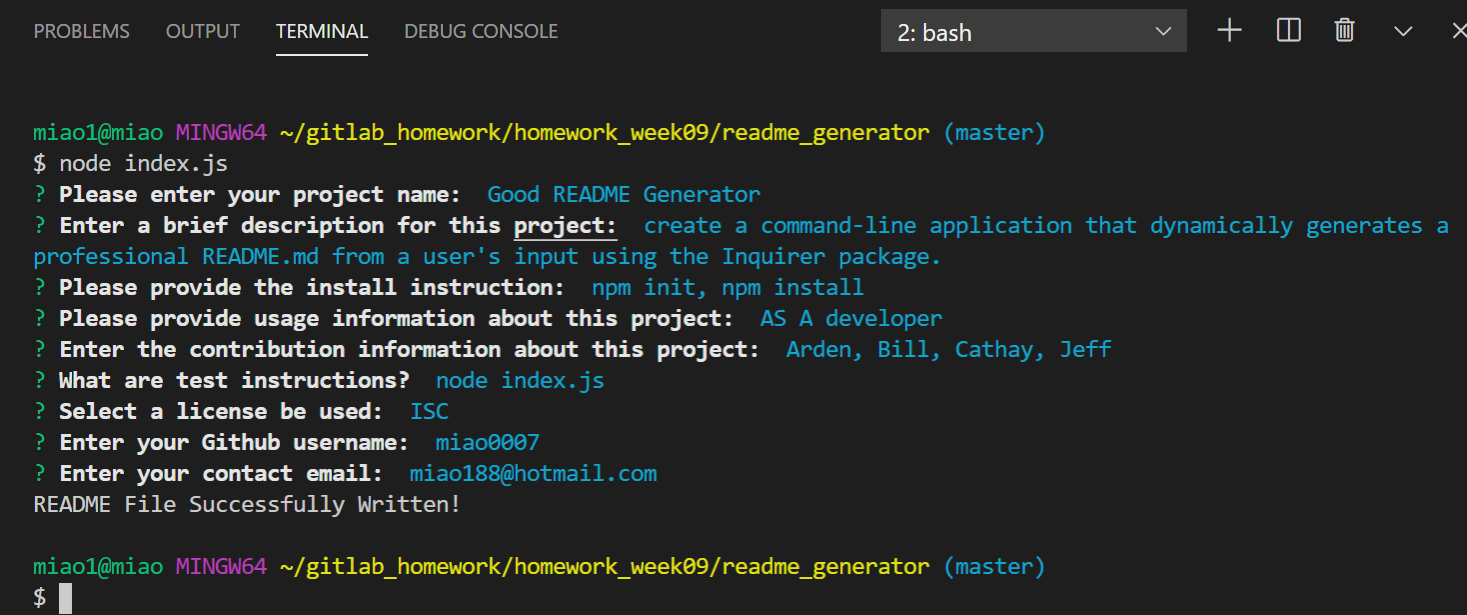 PROBLEMS OUTPUT TERMINAL DEBUG CONSOLE 2: bash
miao1@miao MINGW64 ~/gitlab_homework/homework_week09/readme_generator (master)
$ node index.js
? Please enter your project name:  Good README Generator
? Enter a brief description for this project:  create a command-line application that dynamically generates a
professional README.md from a user's input using the Inquirer package.
? Please provide the install instruction:  npm init, npm install
? Please provide usage information about this project:  AS A developer
? Enter the contribution information about this project:  Arden, Bill, Cathay, Jeff
? What are test instructions?  node index.js
? Select a license be used:  ISC
? Enter your Github username:  miao0007
? Enter your contact email:  miao188@hotmail.com
README File Successfully Written!
miao1@miao MINGW64 ~/gitlab_homework/homework_week09/readme_generator (master)
$